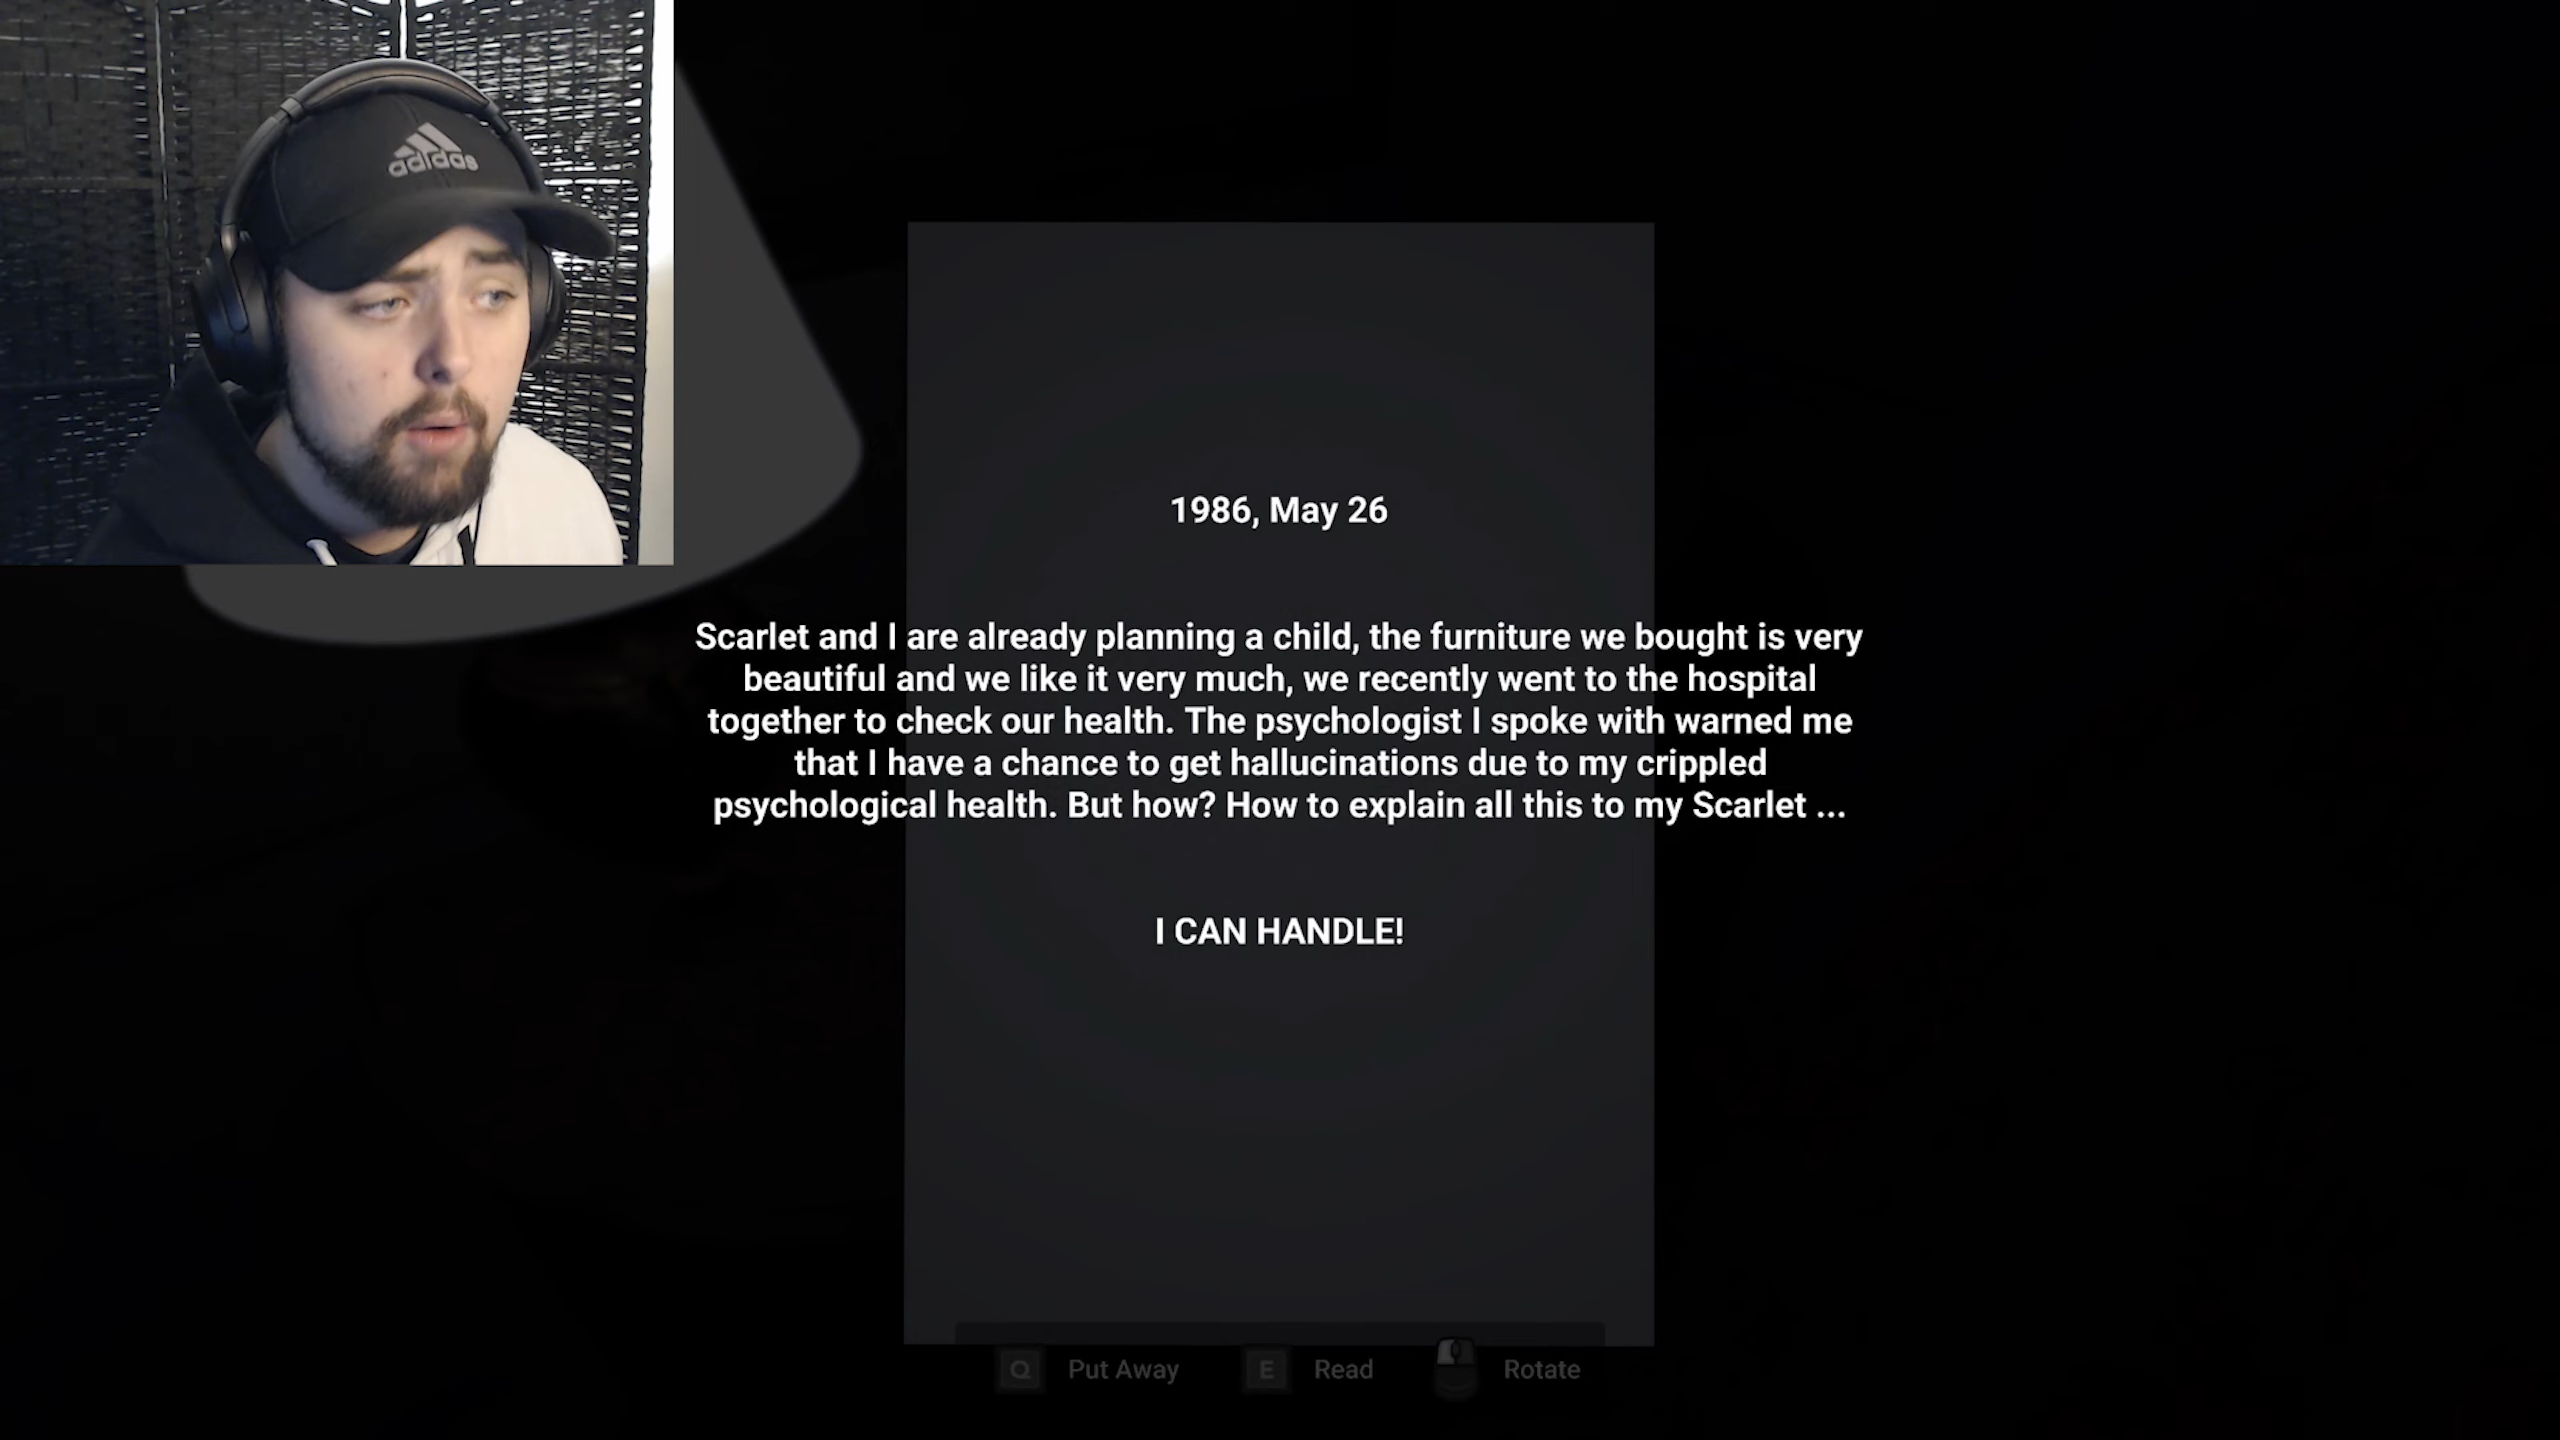 adidas
1986, May 26
Scarlet and I are already planning a child, the furniture we bought is very
beautiful and we like it very much, we recently went to the hospital
together to check our health. The psychologist I spoke with warned me
that I have a chance to get hallucinations due to my crippled
psychological health. But how? How to explain all this to my Scarlet ...
I CAN HANDLE!
Q Put Away E Read Rotate